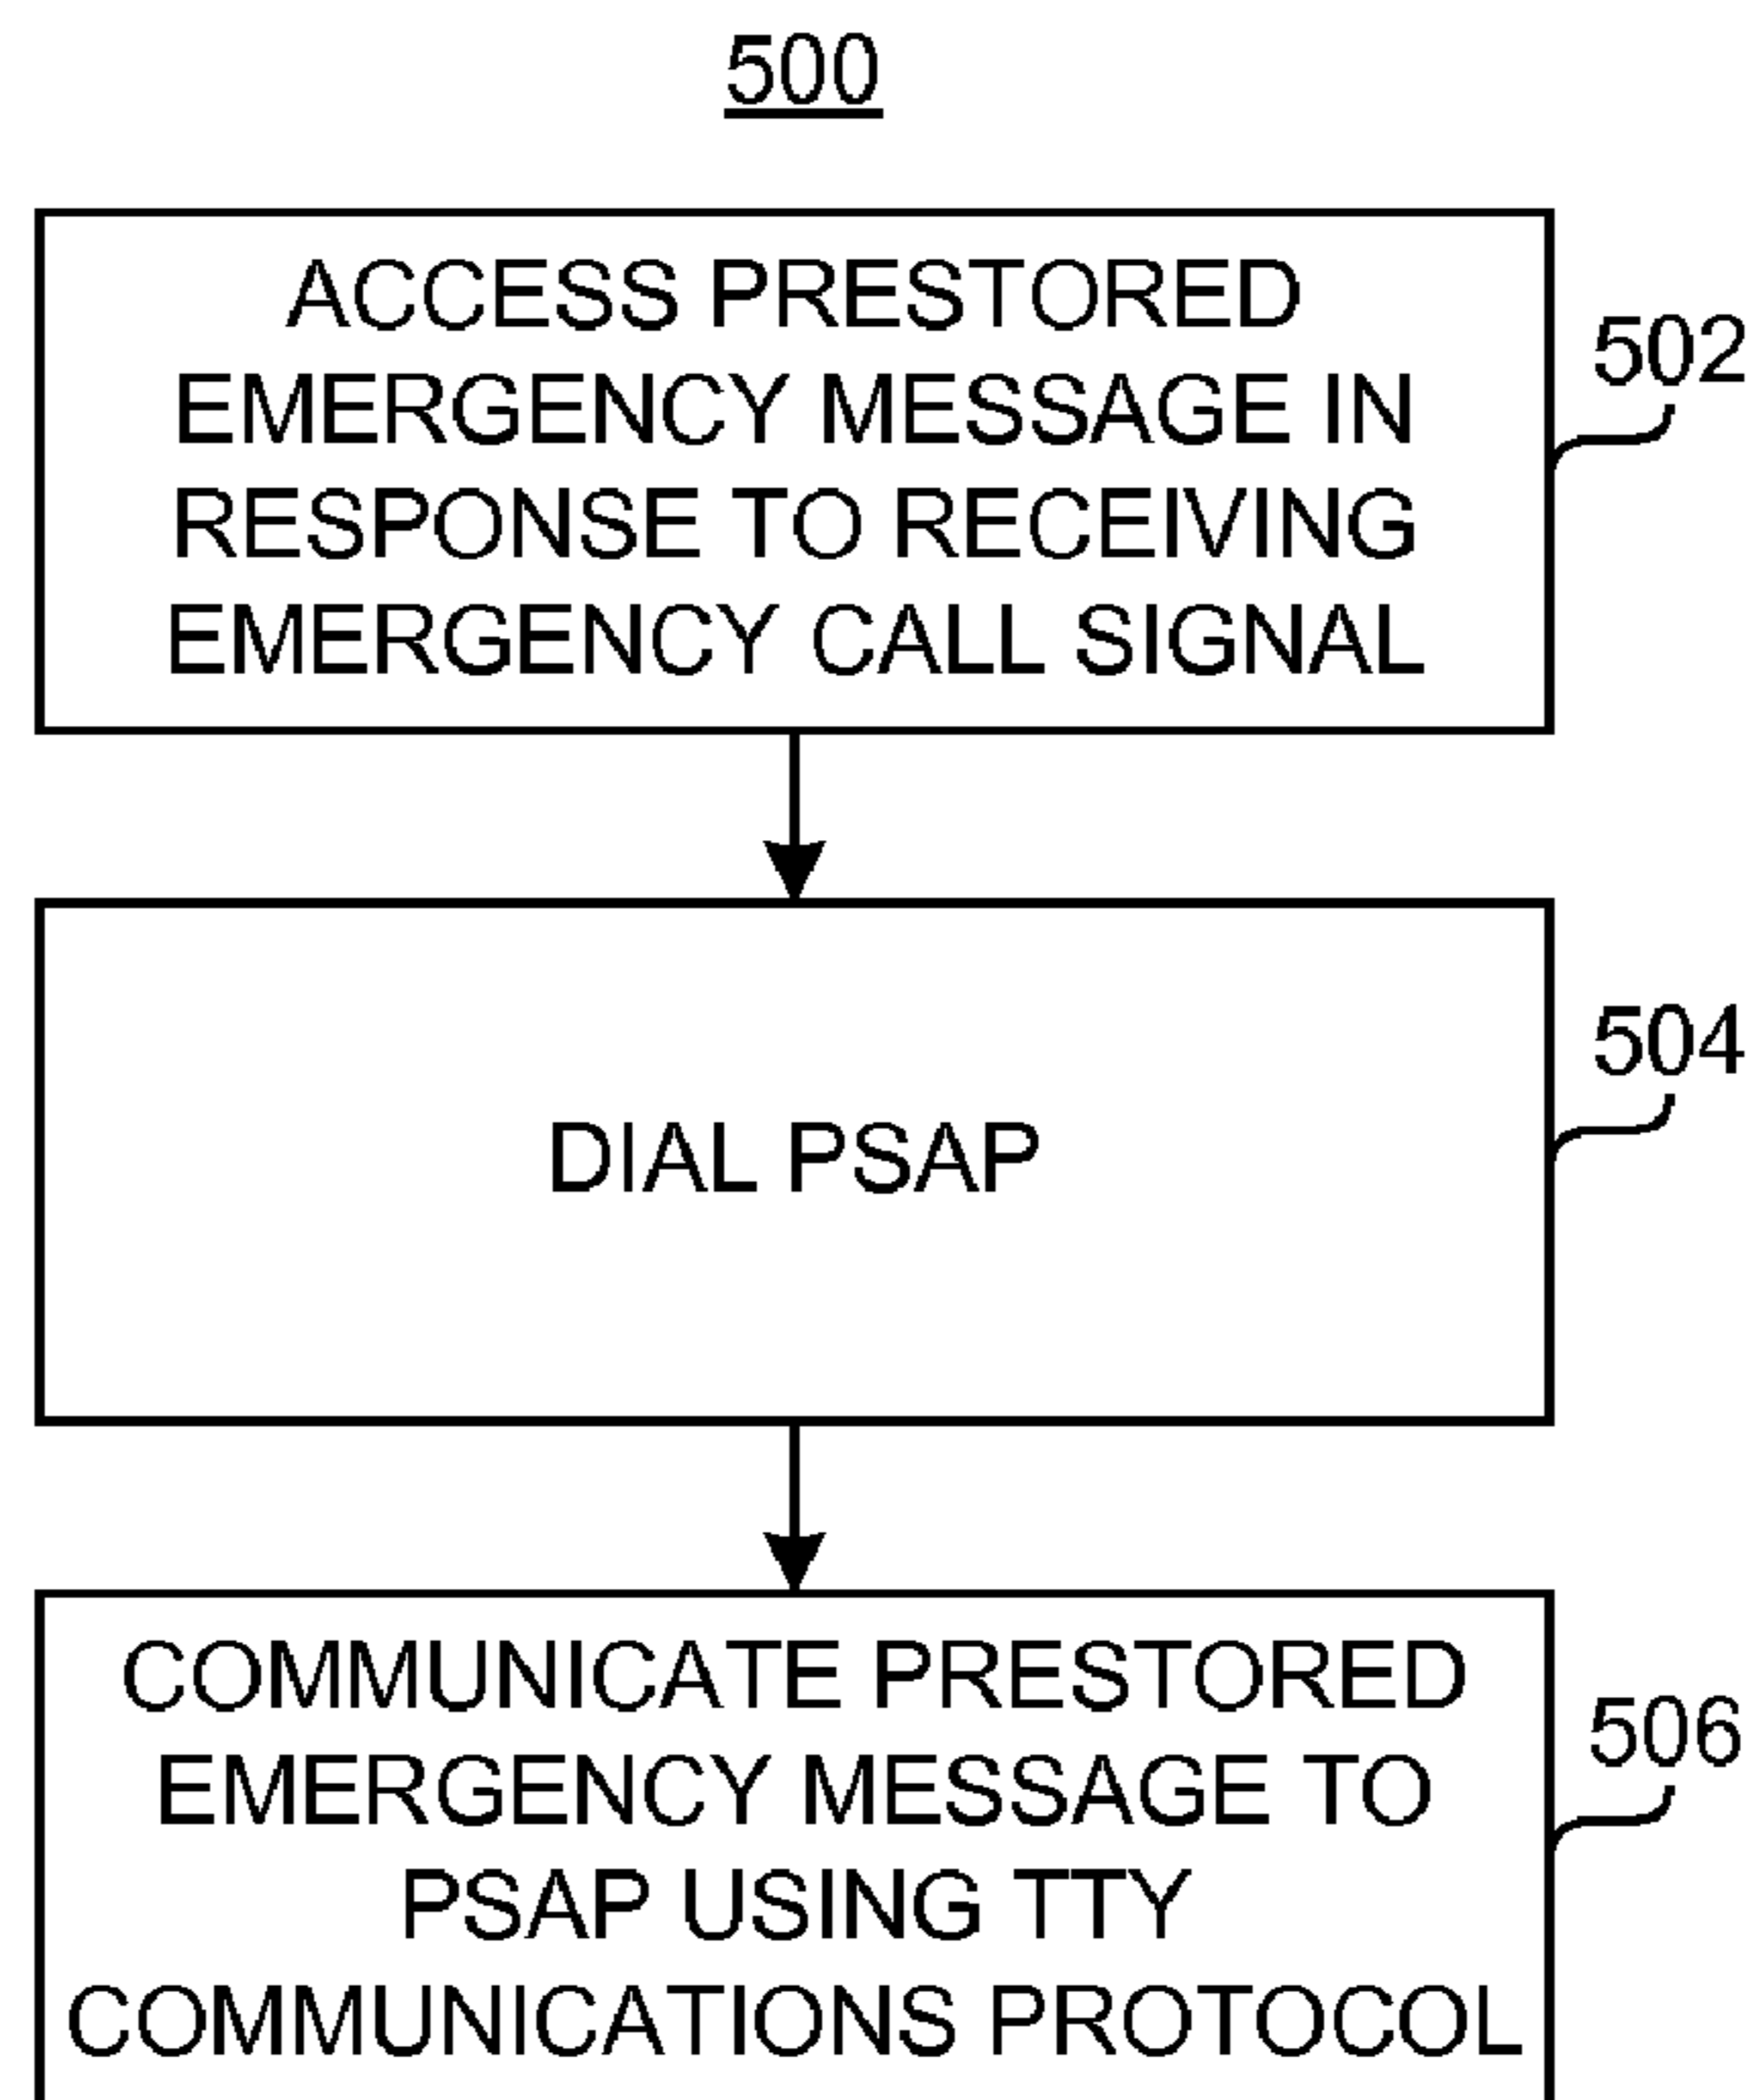 500
ACCESS PRESTORED
EMERGENCY MESSAGE IN
RESPONSE TO RECEIVING
EMERGENCY CALL SIGNAL
502
DIAL PSAP
504
COMMUNICATE PRESTORED
EMERGENCY MESSAGE TO
PSAP USING TTY
COMMUNICATIONS PROTOCOL
506